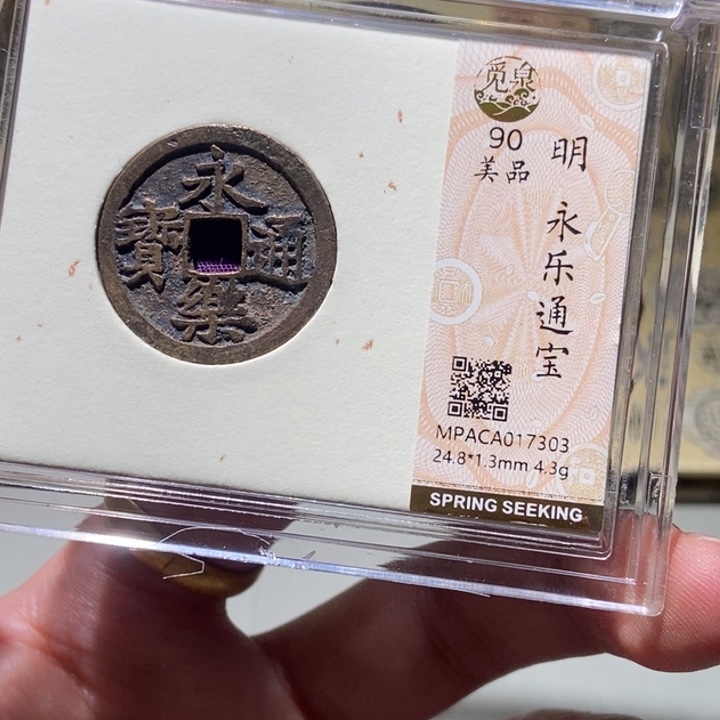 永樂通寶
觅泉
90
美品
明
永乐通宝
MPACA017303
24.8*1.3mm 4.3g
SPRING SEEKING